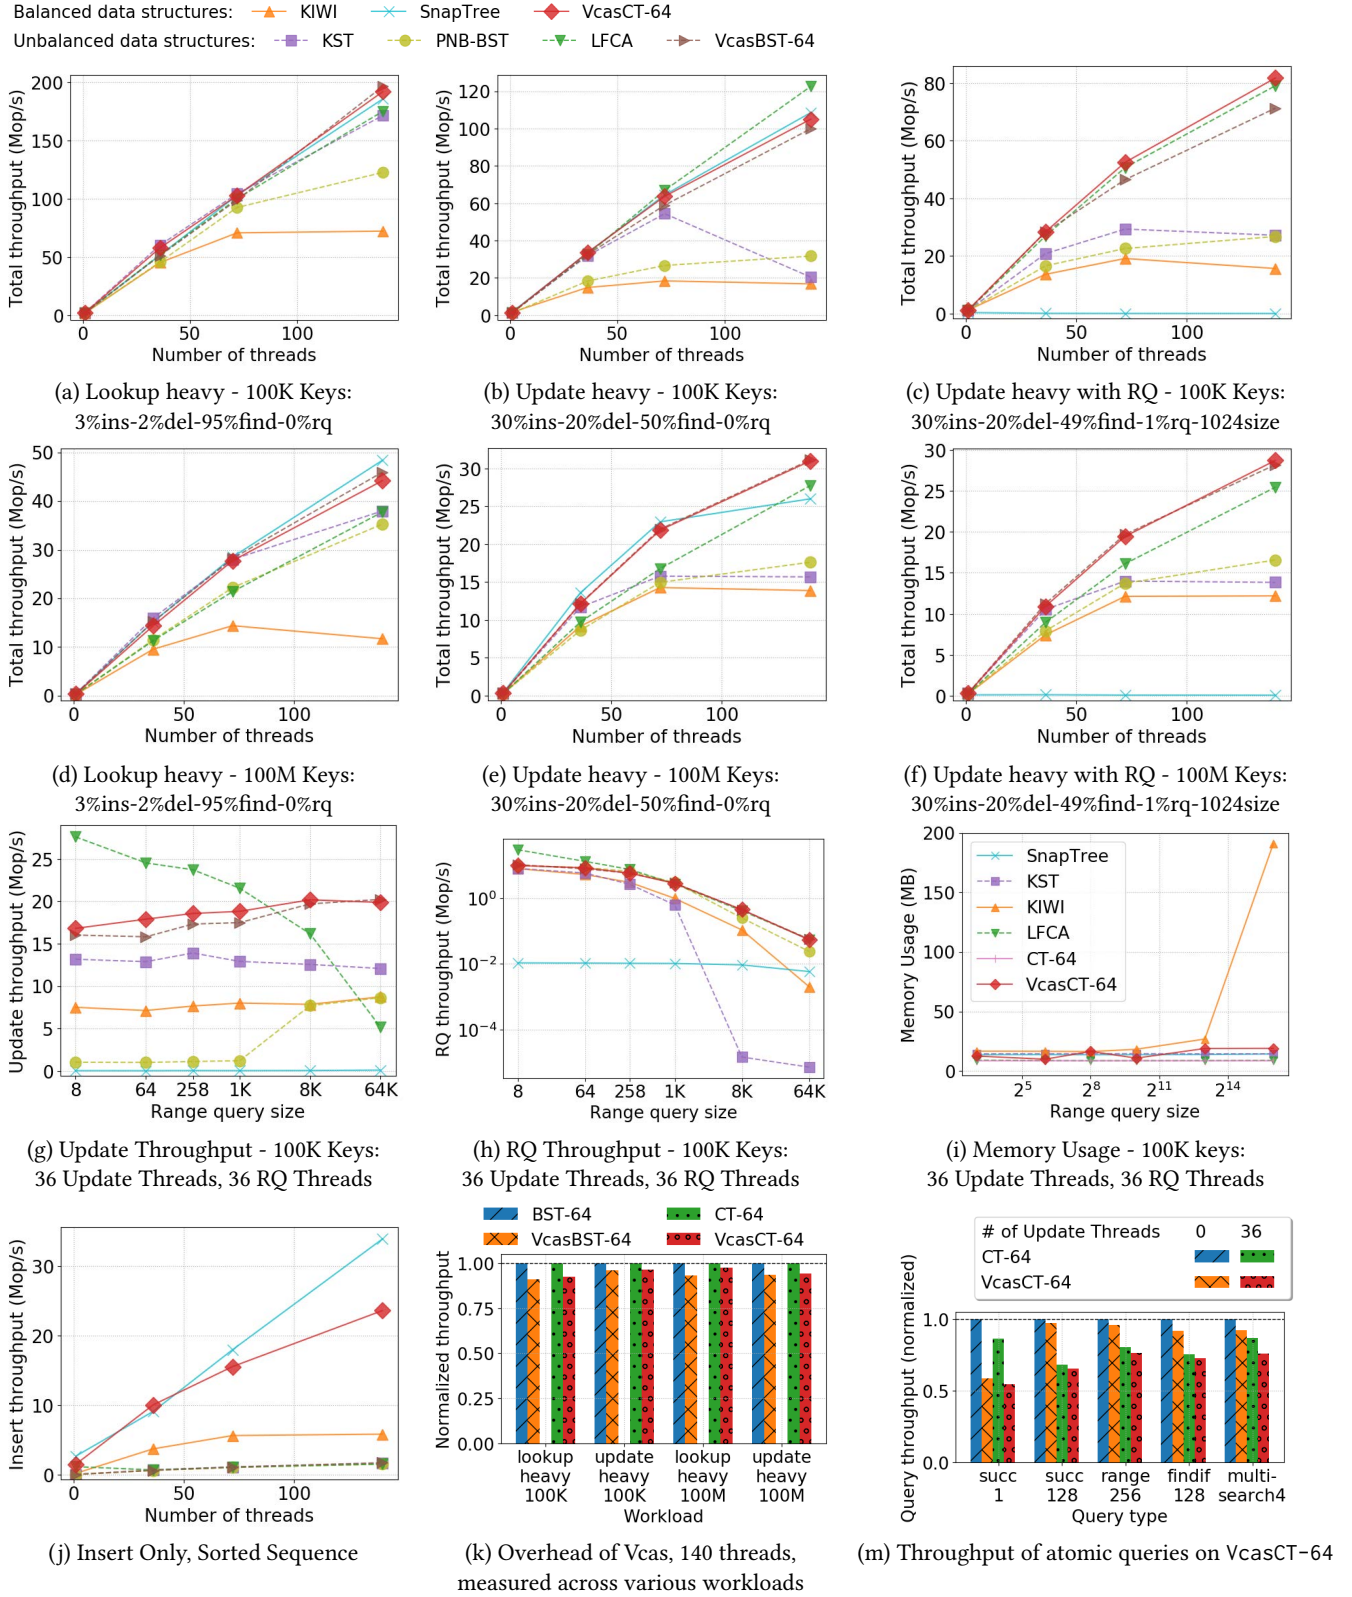 Balanced data structures: KIWI SnapTree VcasCT-64
Unbalanced data structures: KST PNB-BST LFCA VcasBST-64
Total throughput (Mop/s)
200
150
100
50
0
0 50 100
Number of threads
(a) Lookup heavy - 100K Keys:
3%ins-2%del-95%find-0%rq
Total throughput (Mop/s)
120
100
80
60
40
20
0
0 50 100
Number of threads
(b) Update heavy - 100K Keys:
30%ins-20%del-50%find-0%rq
Total throughput (Mop/s)
80
60
40
20
0
0 50 100
Number of threads
(c) Update heavy with RQ - 100K Keys:
30%ins-20%del-49%find-1%rq-1024size
Total throughput (Mop/s)
50
40
30
20
10
0
0 50 100
Number of threads
(d) Lookup heavy - 100M Keys:
3%ins-2%del-95%find-0%rq
Total throughput (Mop/s)
30
25
20
15
10
5
0
0 50 100
Number of threads
(e) Update heavy - 100M Keys:
30%ins-20%del-50%find-0%rq
Total throughput (Mop/s)
30
25
20
15
10
5
0
0 50 100
Number of threads
(f) Update heavy with RQ - 100M Keys:
30%ins-20%del-49%find-1%rq-1024size
Update throughput (Mop/s)
25
20
15
10
5
0
8 64 258 1K 8K 64K
Range query size
(g) Update Throughput - 100K Keys:
36 Update Threads, 36 RQ Threads
RQ throughput (Mop/s)
10⁰
10⁻²
10⁻⁴
8 64 258 1K 8K 64K
Range query size
(h) RQ Throughput - 100K Keys:
36 Update Threads, 36 RQ Threads
Memory Usage (MB)
200
150
100
50
0
SnapTree
KST
KIWI
LFCA
CT-64
VcasCT-64
2⁵ 2⁸ 2¹¹ 2¹⁴
Range query size
(i) Memory Usage - 100K keys:
36 Update Threads, 36 RQ Threads
Insert throughput (Mop/s)
30
20
10
0
0 50 100
Number of threads
(j) Insert Only, Sorted Sequence
BST-64 CT-64
VcasBST-64 VcasCT-64
Normalized throughput
1.00
0.75
0.50
0.25
0.00
lookup update lookup update
heavy heavy heavy heavy
100K 100K 100M 100M
Workload
(k) Overhead of Vcas, 140 threads,
measured across various workloads
# of Update Threads 0 36
CT-64
VcasCT-64
Query throughput (normalized)
1.0
0.5
0.0
succ succ range findif multi-
1 128 256 128 search4
Query type
(m) Throughput of atomic queries on VcasCT-64